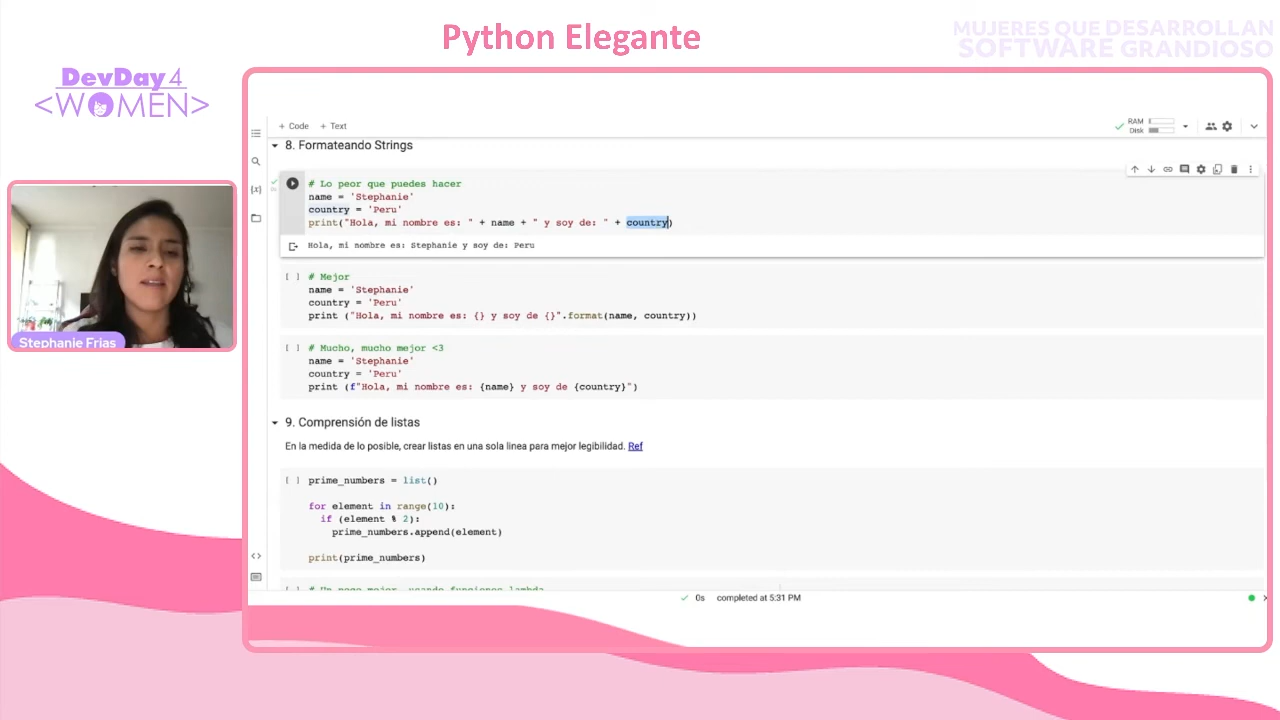 Python Elegante
MUJERES QUE DESARROLLAN
SOFTWARE GRANDIOSO
DevDay4
<WOMEN>
Stephanie Frias
+ Code + Text
RAM
Disk
8. Formateando Strings
# Lo peor que puedes hacer
name = 'Stephanie'
country = 'Peru'
print("Hola, mi nombre es: " + name + " y soy de: " + country)
Hola, mi nombre es: Stephanie y soy de: Peru
[ ] # Mejor
name = 'Stephanie'
country = 'Peru'
print ("Hola, mi nombre es: {} y soy de {}".format(name, country))
[ ] # Mucho, mucho mejor <3
name = 'Stephanie'
country = 'Peru'
print (f"Hola, mi nombre es: {name} y soy de {country}")
9. Comprensión de listas
En la medida de lo posible, crear listas en una sola linea para mejor legibilidad. Ref
[ ] prime_numbers = list()
for element in range(10):
if (element % 2):
prime_numbers.append(element)
print(prime_numbers)
[ ] # Un poco mejor, usando funciones lambda
0s completed at 5:31 PM